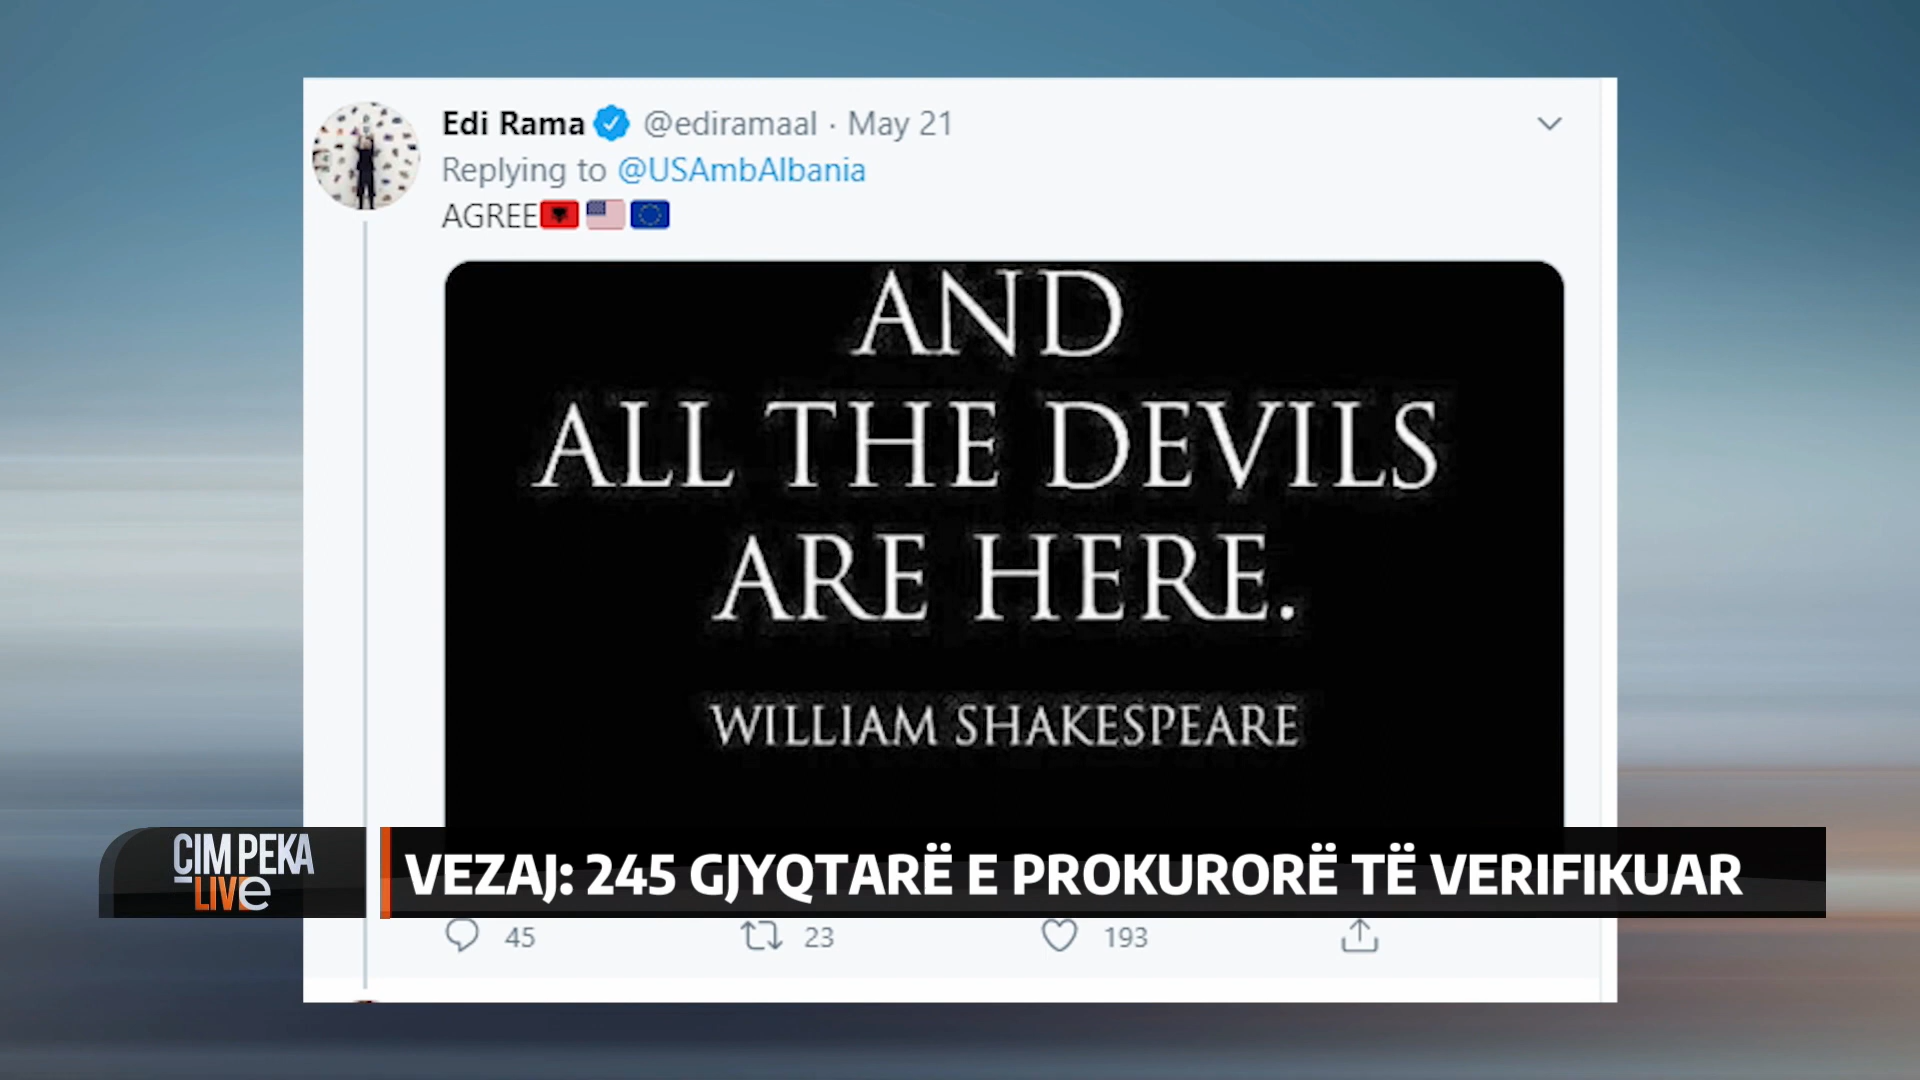 Edi Rama @ediramaal · May 21
Replying to @USAmbAlbania
AGREE
AND
ALL THE DEVILS
ARE HERE.
WILLIAM SHAKESPEARE
ÇIM PEKA
LIVE
VEZAJ: 245 GJYQTARË E PROKURORË TË VERIFIKUAR
45 23 193